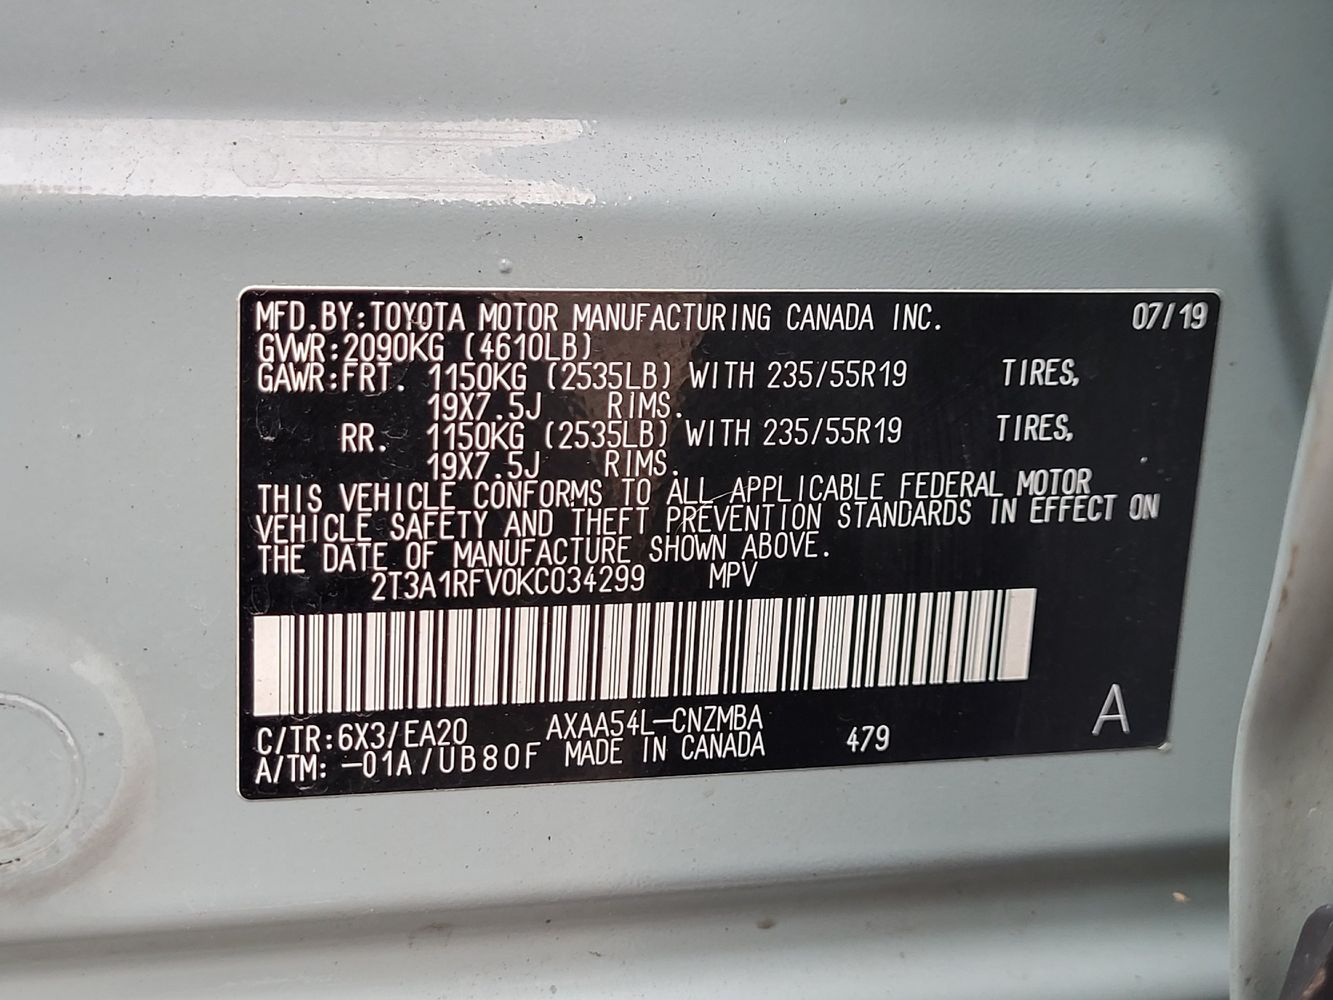 MFD.BY:TOYOTA MOTOR MANUFACTURING CANADA INC. 07/19
GVWR:2090KG (4610LB)
GAWR:FRT. 1150KG (2535LB) WITH 235/55R19 TIRES,
19X7.5J RIMS.
RR. 1150KG (2535LB) WITH 235/55R19 TIRES,
19X7.5J RIMS.
THIS VEHICLE CONFORMS TO ALL APPLICABLE FEDERAL MOTOR
VEHICLE SAFETY AND THEFT PREVENTION STANDARDS IN EFFECT ON
THE DATE OF MANUFACTURE SHOWN ABOVE.
2T3A1RFV0KC034299 MPV
C/TR:6X3/EA20 AXAA54L-CNZMBA
A/TM:-01A/UB80F MADE IN CANADA 479 A